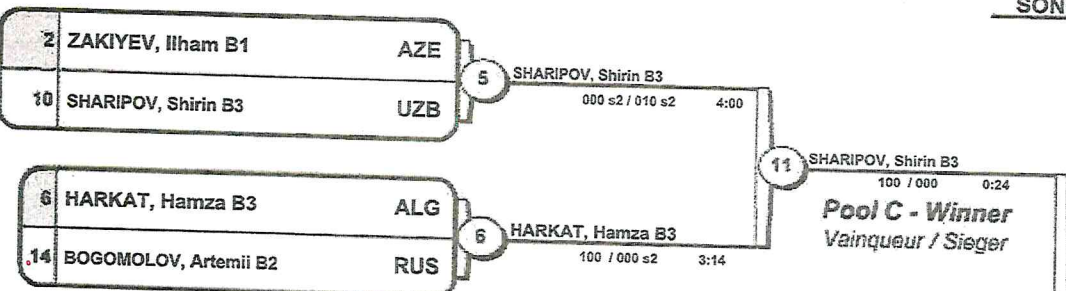 SON
2 ZAKIYEV, Ilham B1 AZE
10 SHARIPOV, Shirin B3 UZB
5 SHARIPOV, Shirin B3
000 s2 / 010 s2 4:00
11 SHARIPOV, Shirin B3
100 / 000 0:24
Pool C - Winner
Vainqueur / Sieger
6 HARKAT, Hamza B3 ALG
14 BOGOMOLOV, Artemii B2 RUS
6 HARKAT, Hamza B3
100 / 000 s2 3:14